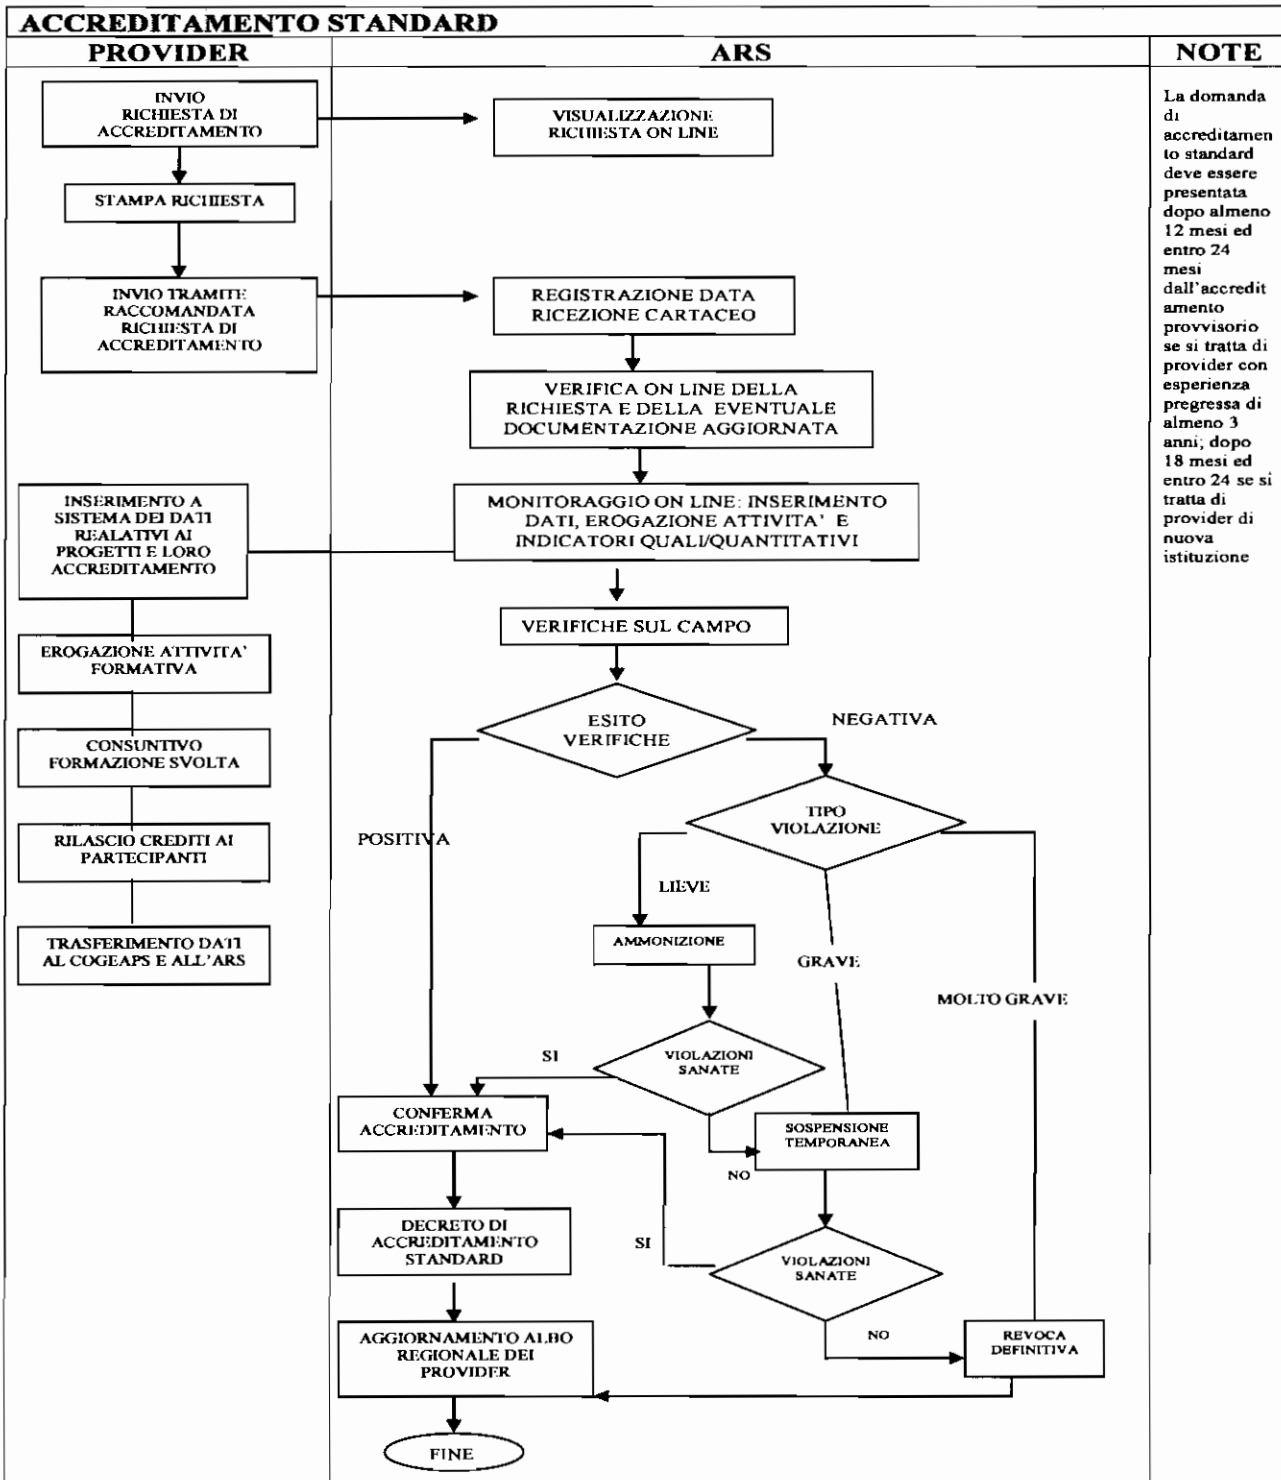 ACCREDITAMENTO STANDARD
PROVIDER
ARS
NOTE
INVIO
RICHIESTA DI
ACCREDITAMENTO
VISUALIZZAZIONE
RICHIESTA ON LINE
STAMPA RICHIESTA
INVIO TRAMITE
RACCOMANDATA
RICHIESTA DI
ACCREDITAMENTO
REGISTRAZIONE DATA
RICEZIONE CARTACEO
VERIFICA ON LINE DELLA
RICHIESTA E DELLA EVENTUALE
DOCUMENTAZIONE AGGIORNATA
MONITORAGGIO ON LINE: INSERIMENTO
DATI, EROGAZIONE ATTIVITA' E
INDICATORI QUALI/QUANTITATIVI
INSERIMENTO A
SISTEMA DEI DATI
REALATIVI AI
PROGETTI E LORO
ACCREDITAMENTO
VERIFICHE SUL CAMPO
EROGAZIONE ATTIVITA'
FORMATIVA
ESITO
VERIFICHE
NEGATIVA
CONSUNTIVO
FORMAZIONE SVOLTA
TIPO
VIOLAZIONE
POSITIVA
RILASCIO CREDITI AI
PARTECIPANTI
LIEVE
AMMONIZIONE
TRASFERIMENTO DATI
AL COGEAPS E ALL'ARS
GRAVE
MOLTO GRAVE
VIOLAZIONI
SANATE
SI
CONFERMA
ACCREDITAMENTO
SOSPENSIONE
TEMPORANEA
NO
DECRETO DI
ACCREDITAMENTO
STANDARD
SI
VIOLAZIONI
SANATE
AGGIORNAMENTO ALBO
REGIONALE DEI
PROVIDER
NO
REVOCA
DEFINITIVA
FINE
La domanda
di
accreditamen
to standard
deve essere
presentata
dopo almeno
12 mesi ed
entro 24
mesi
dall'accredit
amento
provvisorio
se si tratta di
provider con
esperienza
pregressa di
almeno 3
anni; dopo
18 mesi ed
entro 24 se si
tratta di
provider di
nuova
istituzione